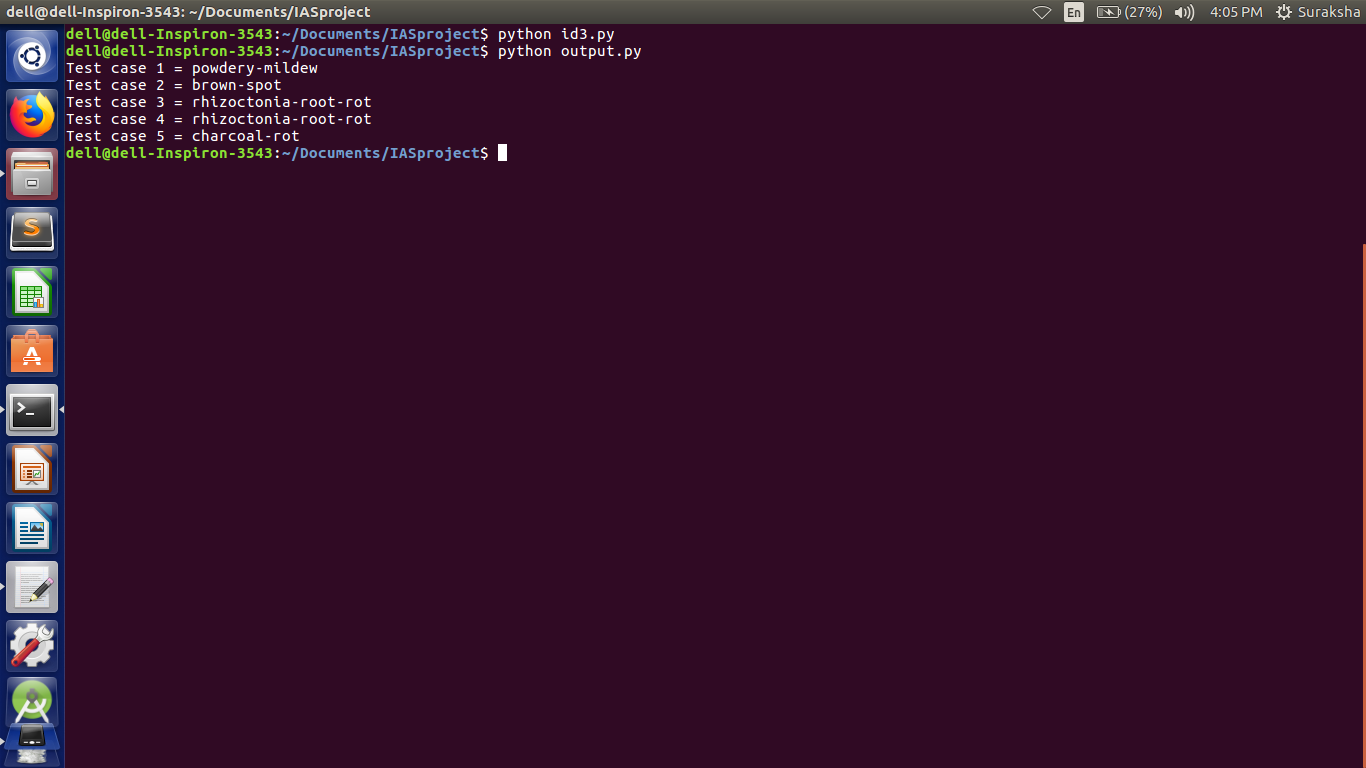 dell@dell-Inspiron-3543: ~/Documents/IASproject
En (27%) 4:05 PM Suraksha
dell@dell-Inspiron-3543:~/Documents/IASproject$ python id3.py
dell@dell-Inspiron-3543:~/Documents/IASproject$ python output.py
Test case 1 = powdery-mildew
Test case 2 = brown-spot
Test case 3 = rhizoctonia-root-rot
Test case 4 = rhizoctonia-root-rot
Test case 5 = charcoal-rot
dell@dell-Inspiron-3543:~/Documents/IASproject$